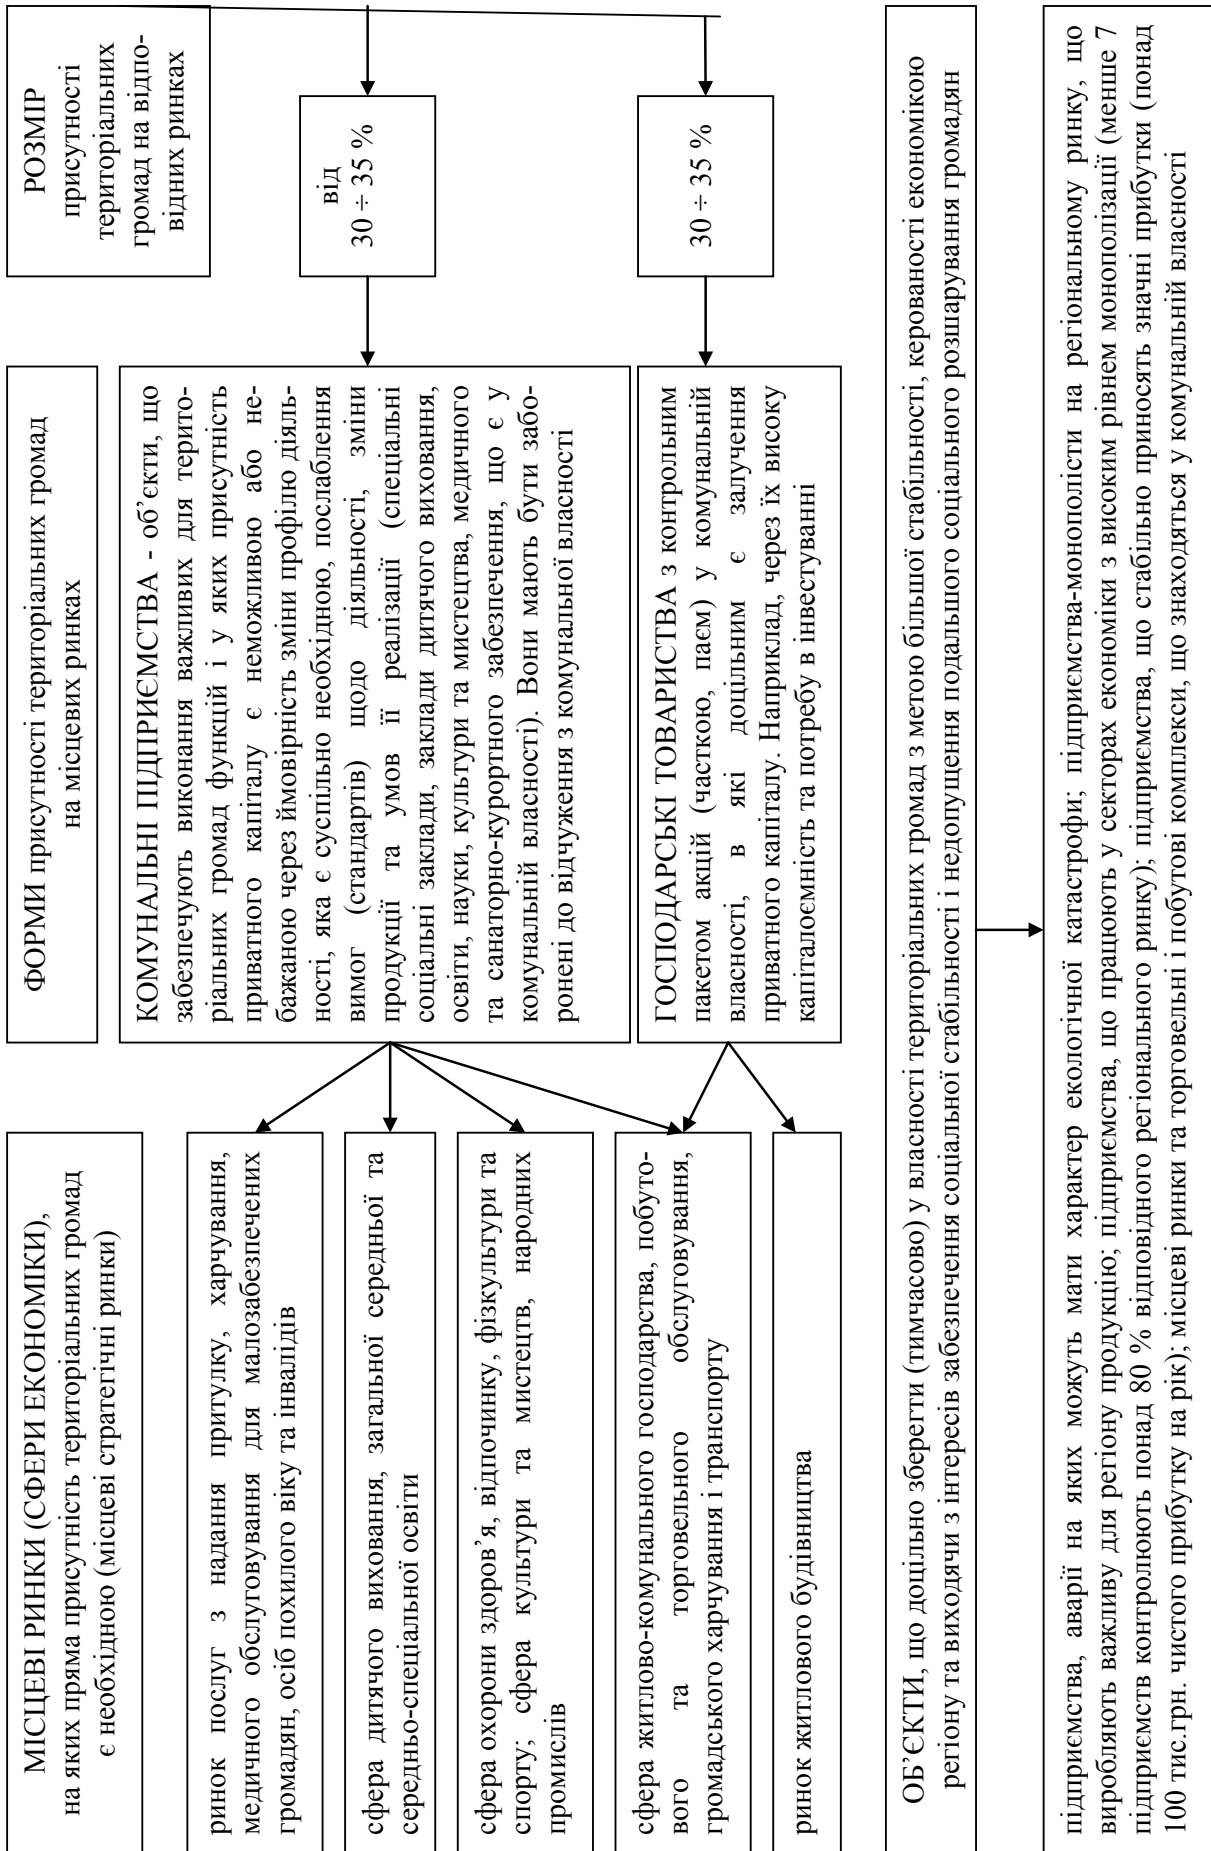 МІСЦЕВІ РИНКИ (СФЕРИ ЕКОНОМІКИ),
на яких пряма присутність територіальних громад
є необхідною (місцеві стратегічні ринки)
ФОРМИ присутності територіальних громад
на місцевих ринках
РОЗМІР
присутності
територіальних
громад на відпо-
відних ринках
ринок послуг з надання притулку, харчування,
медичного обслуговування для малозабезпечених
громадян, осіб похилого віку та інвалідів
сфера дитячого виховання, загальної середньої та
середньо-спеціальної освіти
сфера охорони здоров'я, відпочинку, фізкультури та
спорту; сфера культури та мистецтв, народних
промислів
сфера житлово-комунального господарства, побуто-
вого та торговельного обслуговування,
громадського харчування і транспорту
ринок житлового будівництва
КОМУНАЛЬНІ ПІДПРИЄМСТВА - об’єкти, що
забезпечують виконання важливих для терито-
ріальних громад функцій і у яких присутність
приватного капіталу є неможливою або не-
бажаною через ймовірність зміни профілю діяль-
ності, яка є суспільно необхідною, послаблення
вимог (стандартів) щодо діяльності, зміни
продукції та умов її реалізації (спеціальні
соціальні заклади, заклади дитячого виховання,
освіти, науки, культури та мистецтва, медичного
та санаторно-курортного забезпечення, що є у
комунальній власності). Вони мають бути забо-
ронені до відчуження з комунальної власності
ГОСПОДАРСЬКІ ТОВАРИСТВА з контрольним
пакетом акцій (часткою, паєм) у комунальній
власності, в які доцільним є залучення
приватного капіталу. Наприклад, через їх високу
капіталоємність та потребу в інвестуванні
від
30 ÷ 35 %
30 ÷ 35 %
ОБ’ЄКТИ, що доцільно зберегти (тимчасово) у власності територіальних громад з метою більшої стабільності, керованості економікою
регіону та виходячи з інтересів забезпечення соціальної стабільності і недопущення подальшого соціального розшарування громадян
підприємства, аварії на яких можуть мати характер екологічної катастрофи; підприємства-монополісти на регіональному ринку, що
виробляють важливу для регіону продукцію; підприємства, що працюють у секторах економіки з високим рівнем монополізації (менше 7
підприємств контролюють понад 80 % відповідного регіонального ринку); підприємства, що стабільно приносять значні прибутки (понад
100 тис.грн. чистого прибутку на рік); місцеві ринки та торговельні і побутові комплекси, що знаходяться у комунальній власності